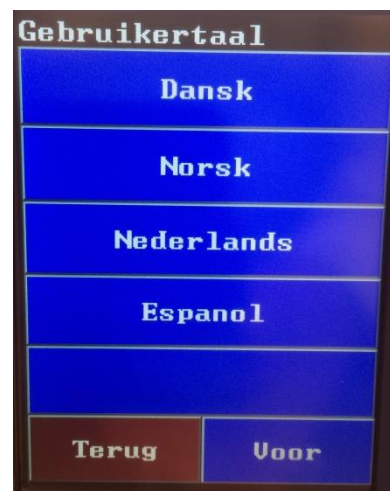 Gebruikertaal
Dansk
Norsk
Nederlands
Espanol
Terug Voor